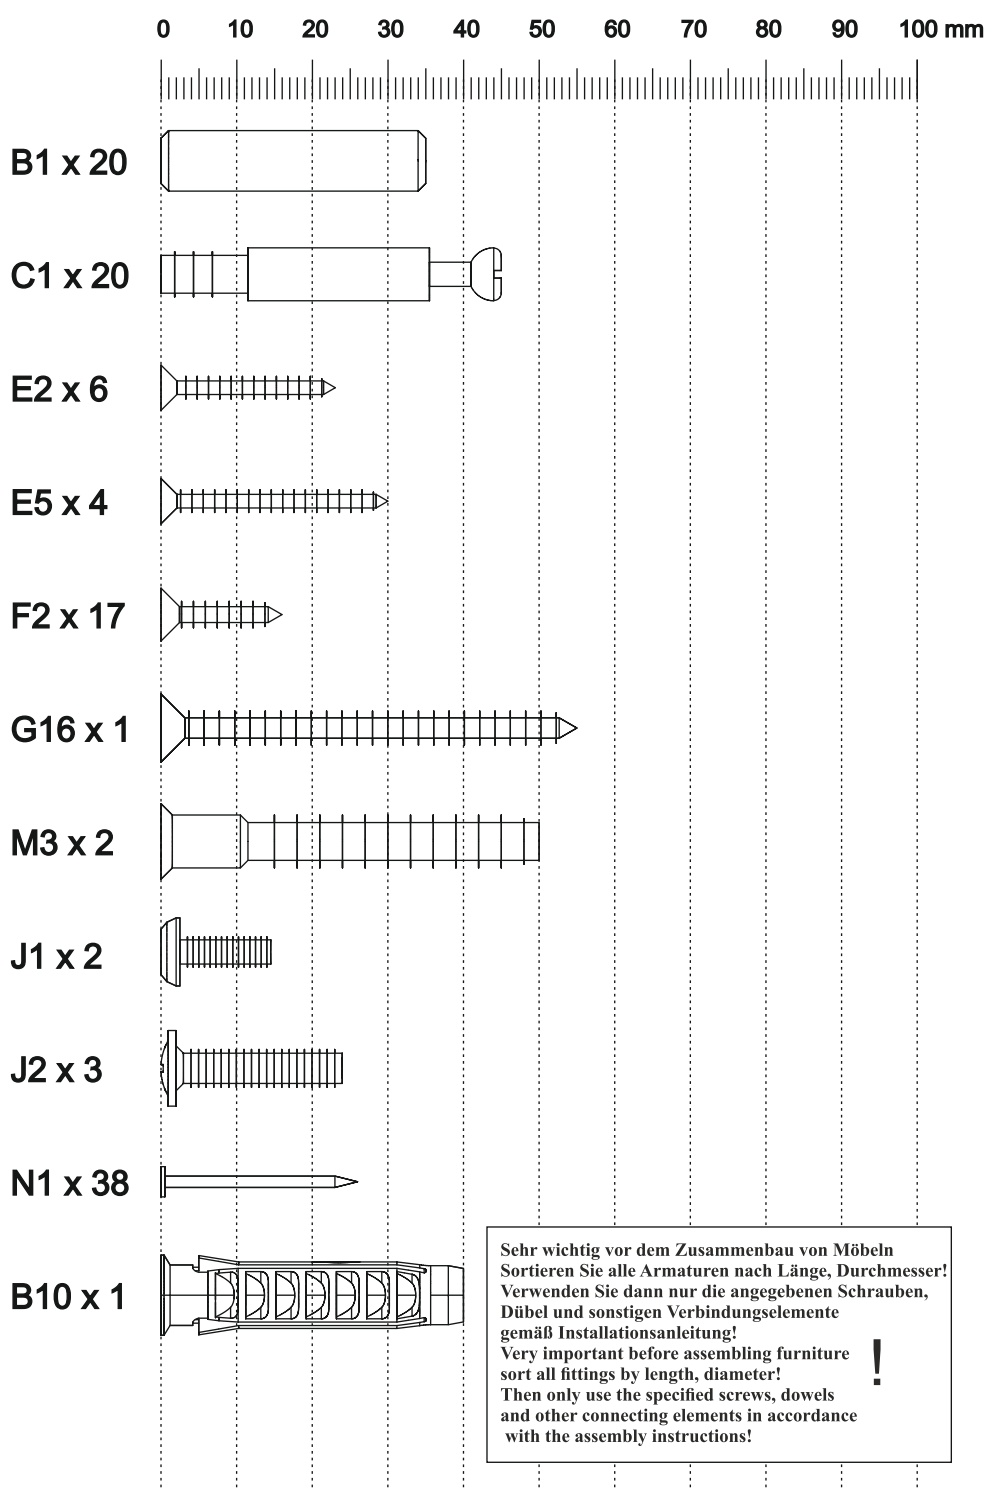 0 10 20 30 40 50 60 70 80 90 100 mm
B1 x 20
C1 x 20
E2 x 6
E5 x 4
F2 x 17
G16 x 1
M3 x 2
J1 x 2
J2 x 3
N1 x 38
B10 x 1
Sehr wichtig vor dem Zusammenbau von Möbeln
Sortieren Sie alle Armaturen nach Länge, Durchmesser!
Verwenden Sie dann nur die angegebenen Schrauben,
Dübel und sonstigen Verbindungselemente
gemäß Installationsanleitung!
Very important before assembling furniture
sort all fittings by length, diameter!
Then only use the specified screws, dowels
and other connecting elements in accordance
with the assembly instructions!
!